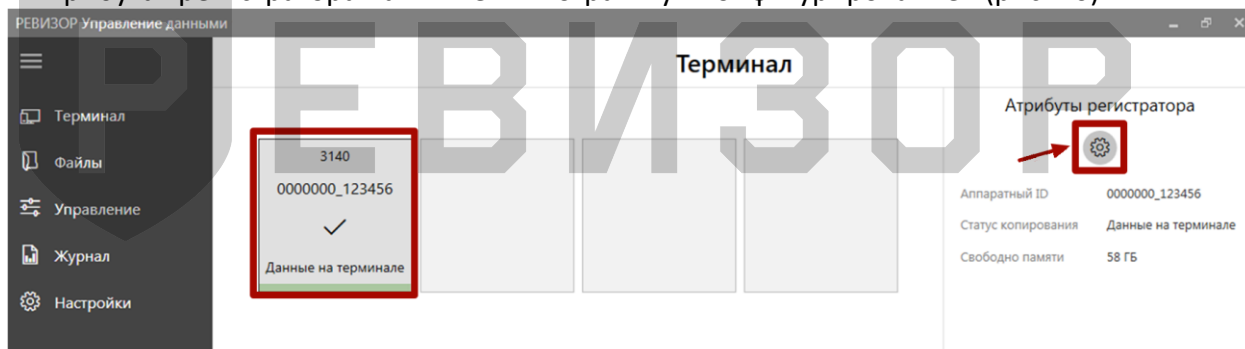 РЕВИЗОР Управление данными
РЕВИЗОР
Терминал
Терминал
Файлы
Управление
Журнал
Настройки
3140
0000000_123456
Данные на терминале
Атрибуты регистратора
Аппаратный ID 0000000_123456
Статус копирования Данные на терминале
Свободно памяти 58 ГБ